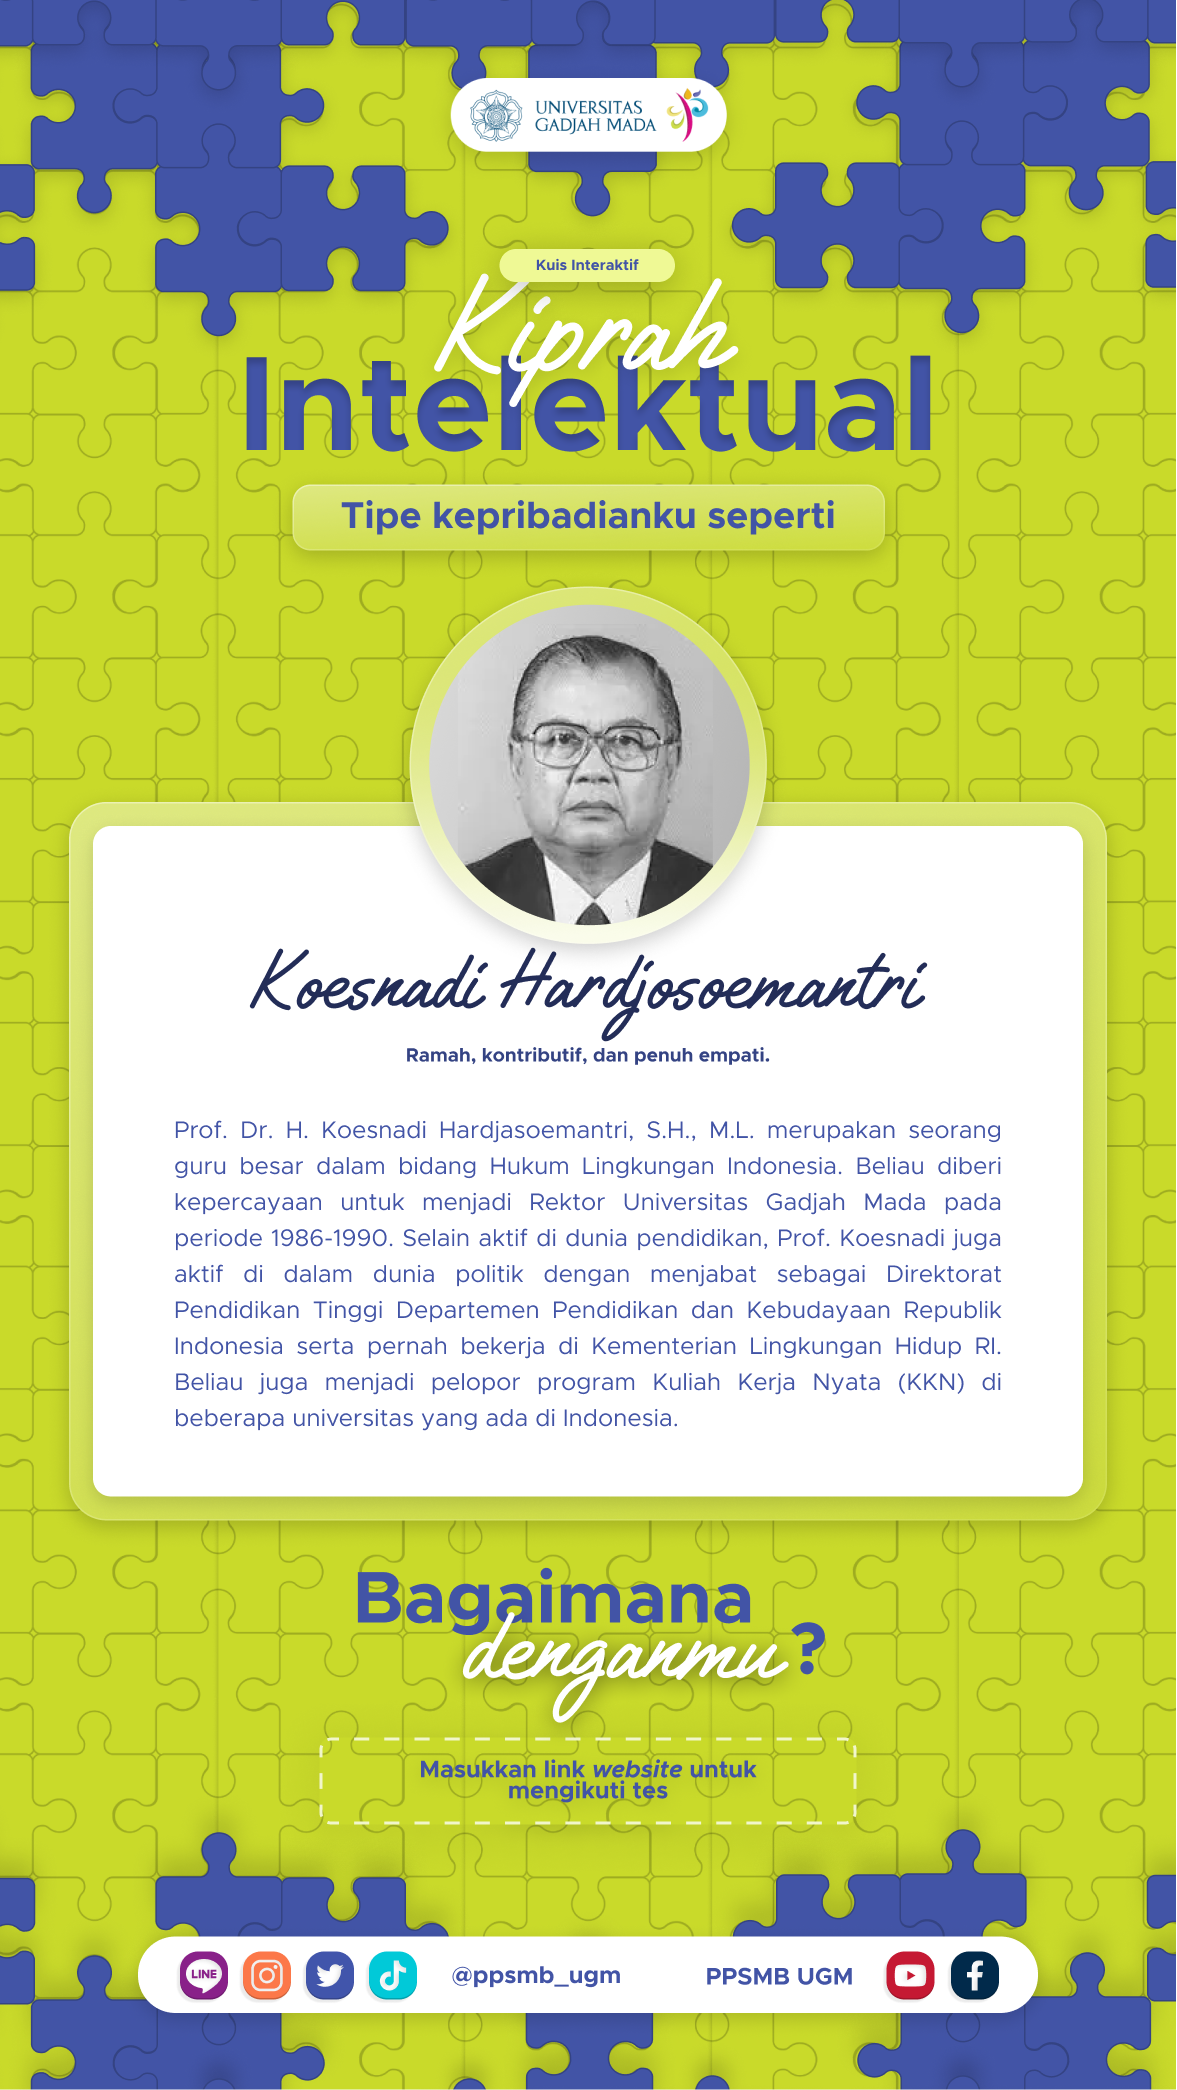 UNIVERSITAS
GADJAH MADA
Kuis Interaktif
Kiprah
Intelektual
Tipe kepribadianku seperti
Koesnadi Hardjosoemantri
Ramah, kontributif, dan penuh empati.
Prof. Dr. H. Koesnadi Hardjasoemantri, S.H., M.L. merupakan seorang
guru besar dalam bidang Hukum Lingkungan Indonesia. Beliau diberi
kepercayaan untuk menjadi Rektor Universitas Gadjah Mada pada
periode 1986-1990. Selain aktif di dunia pendidikan, Prof. Koesnadi juga
aktif di dalam dunia politik dengan menjabat sebagai Direktorat
Pendidikan Tinggi Departemen Pendidikan dan Kebudayaan Republik
Indonesia serta pernah bekerja di Kementerian Lingkungan Hidup RI.
Beliau juga menjadi pelopor program Kuliah Kerja Nyata (KKN) di
beberapa universitas yang ada di Indonesia.
Bagaimana
denganmu?
Masukkan link website untuk
mengikuti tes
LINE @ppsmb_ugm PPSMB UGM